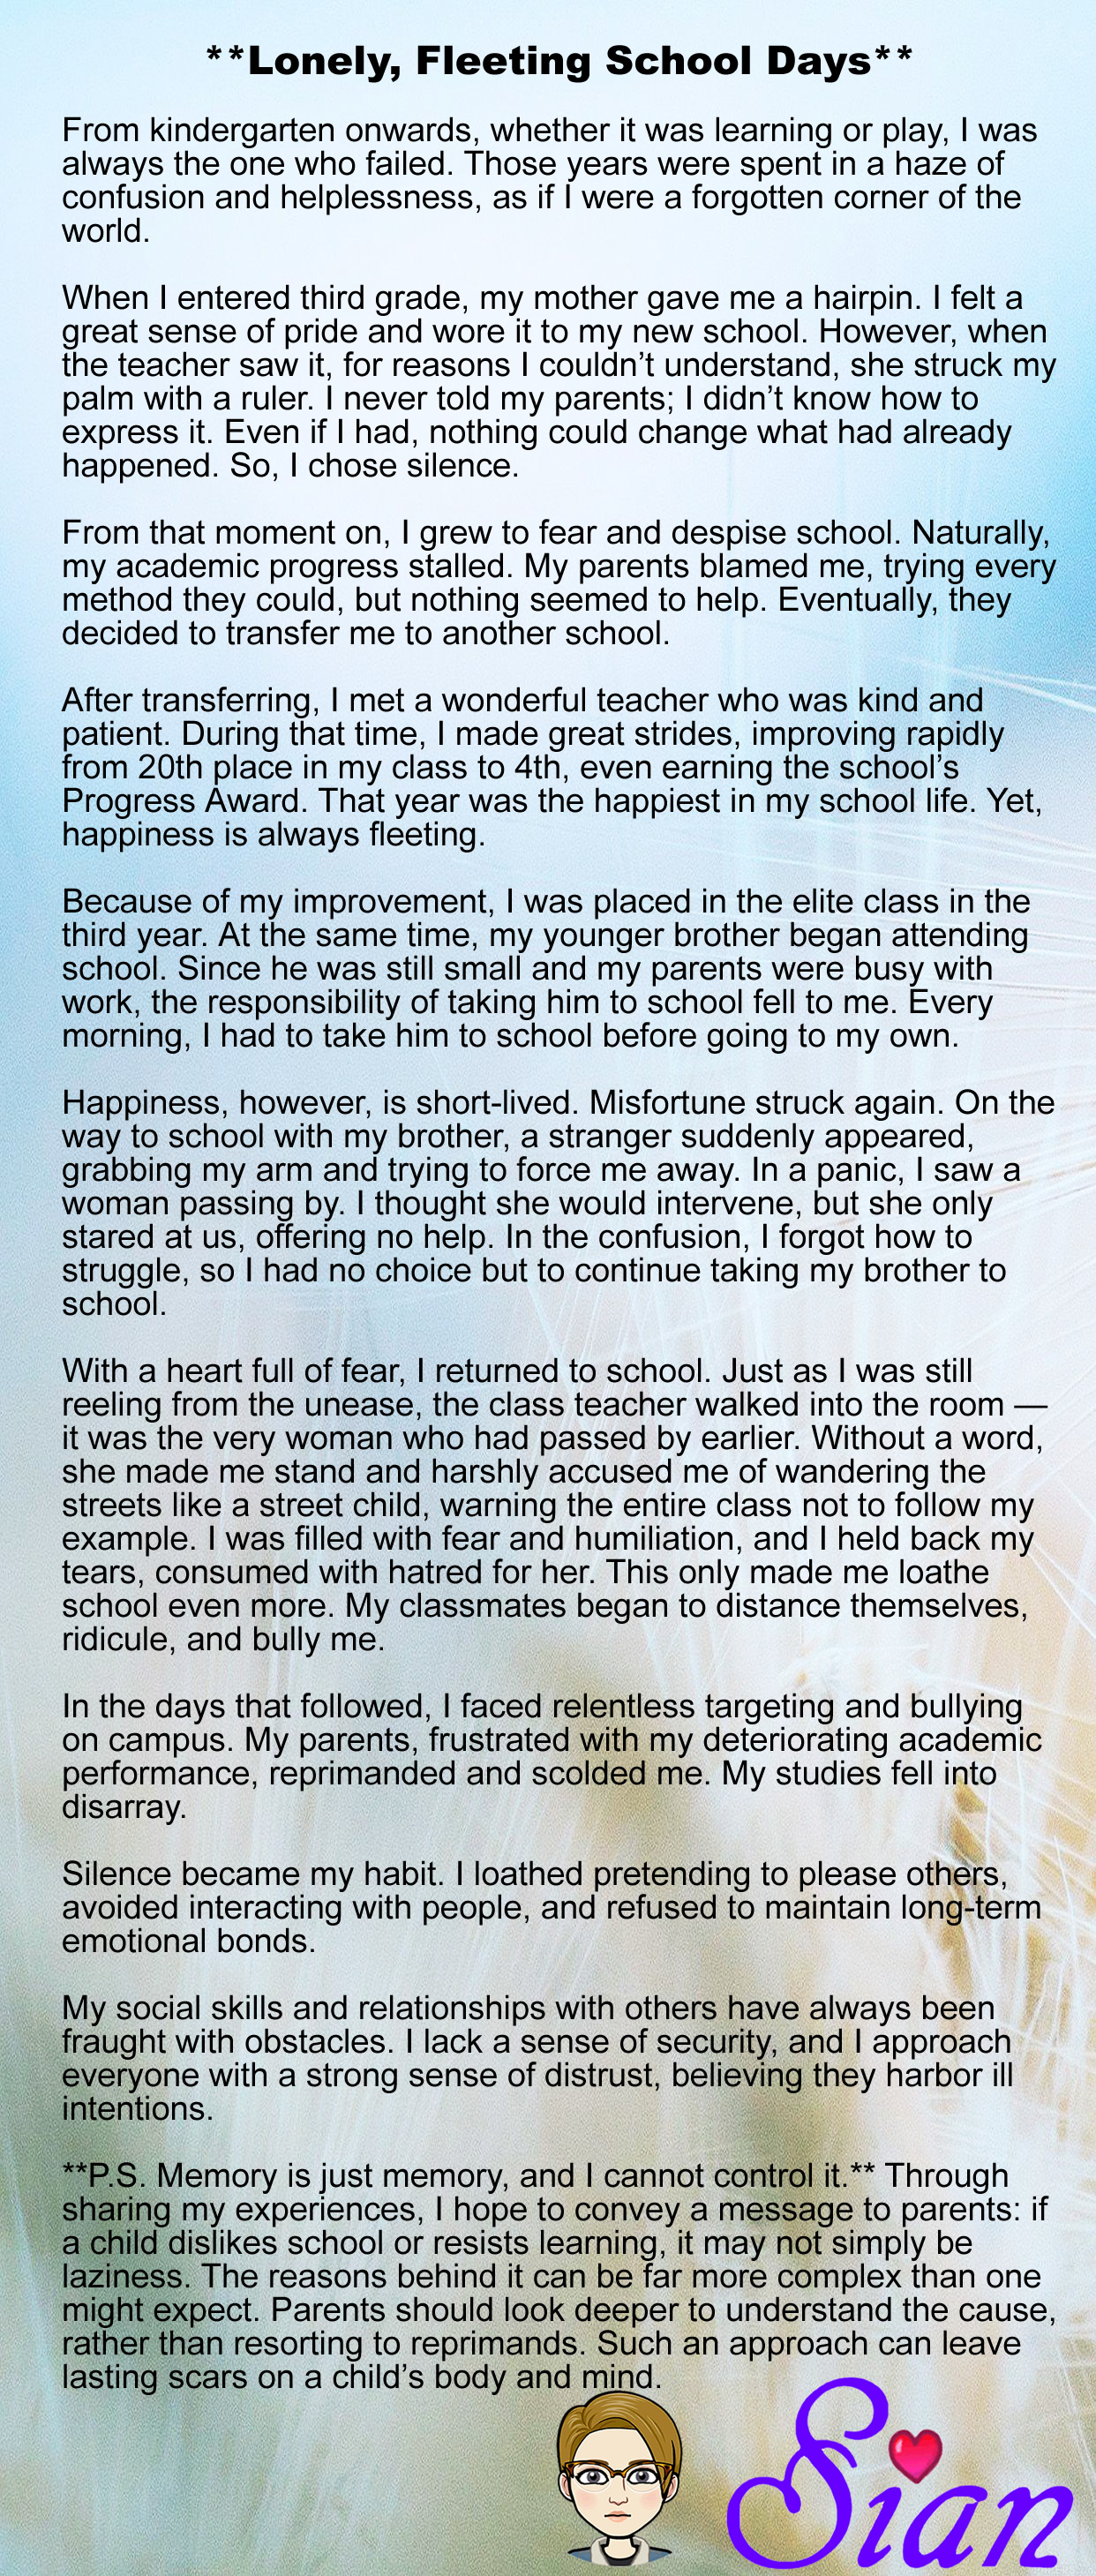 **Lonely, Fleeting School Days**
From kindergarten onwards, whether it was learning or play, I was
always the one who failed. Those years were spent in a haze of
confusion and helplessness, as if I were a forgotten corner of the
world.
When I entered third grade, my mother gave me a hairpin. I felt a
great sense of pride and wore it to my new school. However, when
the teacher saw it, for reasons I couldn’t understand, she struck my
palm with a ruler. I never told my parents; I didn’t know how to
express it. Even if I had, nothing could change what had already
happened. So, I chose silence.
From that moment on, I grew to fear and despise school. Naturally,
my academic progress stalled. My parents blamed me, trying every
method they could, but nothing seemed to help. Eventually, they
decided to transfer me to another school.
After transferring, I met a wonderful teacher who was kind and
patient. During that time, I made great strides, improving rapidly
from 20th place in my class to 4th, even earning the school’s
Progress Award. That year was the happiest in my school life. Yet,
happiness is always fleeting.
Because of my improvement, I was placed in the elite class in the
third year. At the same time, my younger brother began attending
school. Since he was still small and my parents were busy with
work, the responsibility of taking him to school fell to me. Every
morning, I had to take him to school before going to my own.
Happiness, however, is short-lived. Misfortune struck again. On the
way to school with my brother, a stranger suddenly appeared,
grabbing my arm and trying to force me away. In a panic, I saw a
woman passing by. I thought she would intervene, but she only
stared at us, offering no help. In the confusion, I forgot how to
struggle, so I had no choice but to continue taking my brother to
school.
With a heart full of fear, I returned to school. Just as I was still
reeling from the unease, the class teacher walked into the room —
it was the very woman who had passed by earlier. Without a word,
she made me stand and harshly accused me of wandering the
streets like a street child, warning the entire class not to follow my
example. I was filled with fear and humiliation, and I held back my
tears, consumed with hatred for her. This only made me loathe
school even more. My classmates began to distance themselves,
ridicule, and bully me.
In the days that followed, I faced relentless targeting and bullying
on campus. My parents, frustrated with my deteriorating academic
performance, reprimanded and scolded me. My studies fell into
disarray.
Silence became my habit. I loathed pretending to please others,
avoided interacting with people, and refused to maintain long-term
emotional bonds.
My social skills and relationships with others have always been
fraught with obstacles. I lack a sense of security, and I approach
everyone with a strong sense of distrust, believing they harbor ill
intentions.
**P.S. Memory is just memory, and I cannot control it.** Through
sharing my experiences, I hope to convey a message to parents: if
a child dislikes school or resists learning, it may not simply be
laziness. The reasons behind it can be far more complex than one
might expect. Parents should look deeper to understand the cause,
rather than resorting to reprimands. Such an approach can leave
lasting scars on a child’s body and mind.
Sian